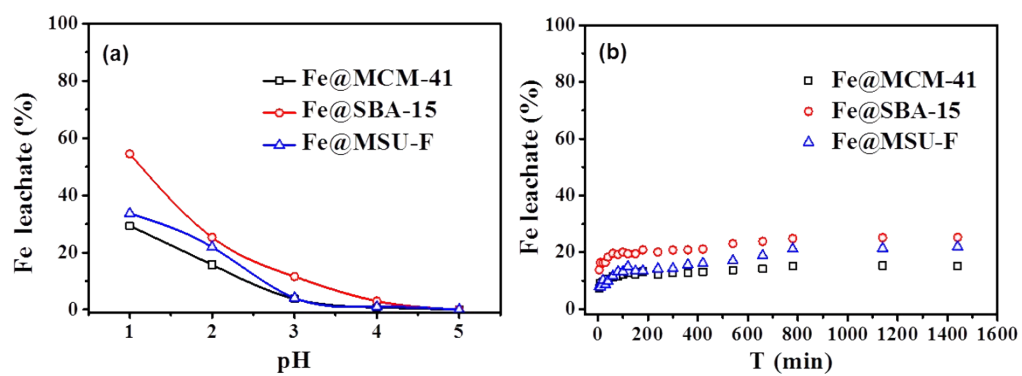 (a)
Fe leachate (%)
100
80
60
40
20
0
Fe@MCM-41
Fe@SBA-15
Fe@MSU-F
1 2 3 4 5
pH
(b)
Fe leachate (%)
100
80
60
40
20
0
Fe@MCM-41
Fe@SBA-15
Fe@MSU-F
0 200 400 600 800 1000 1200 1400 1600
T (min)